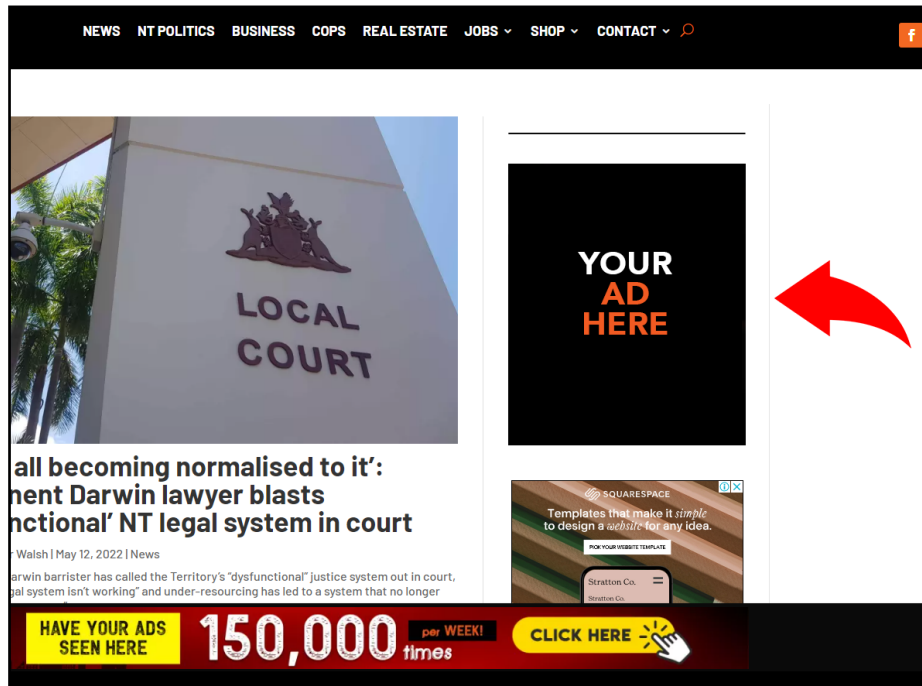 NEWS NT POLITICS BUSINESS COPS REAL ESTATE JOBS SHOP CONTACT
f
LOCAL
COURT
YOUR
AD
HERE
all becoming normalised to it’:
nent Darwin lawyer blasts
nctional’ NT legal system in court
r Walsh | May 12, 2022 | News
arwin barrister has called the Territory’s “dysfunctional” justice system out in court,
gal system isn’t working” and under-resourcing has led to a system that no longer
SQUARESPACE
Templates that make it simple
to design a website for any idea.
PICK YOUR WEBSITE TEMPLATE
Stratton Co.
Stratton Co.
HAVE YOUR ADS
SEEN HERE
150,000
per WEEK!
times
CLICK HERE